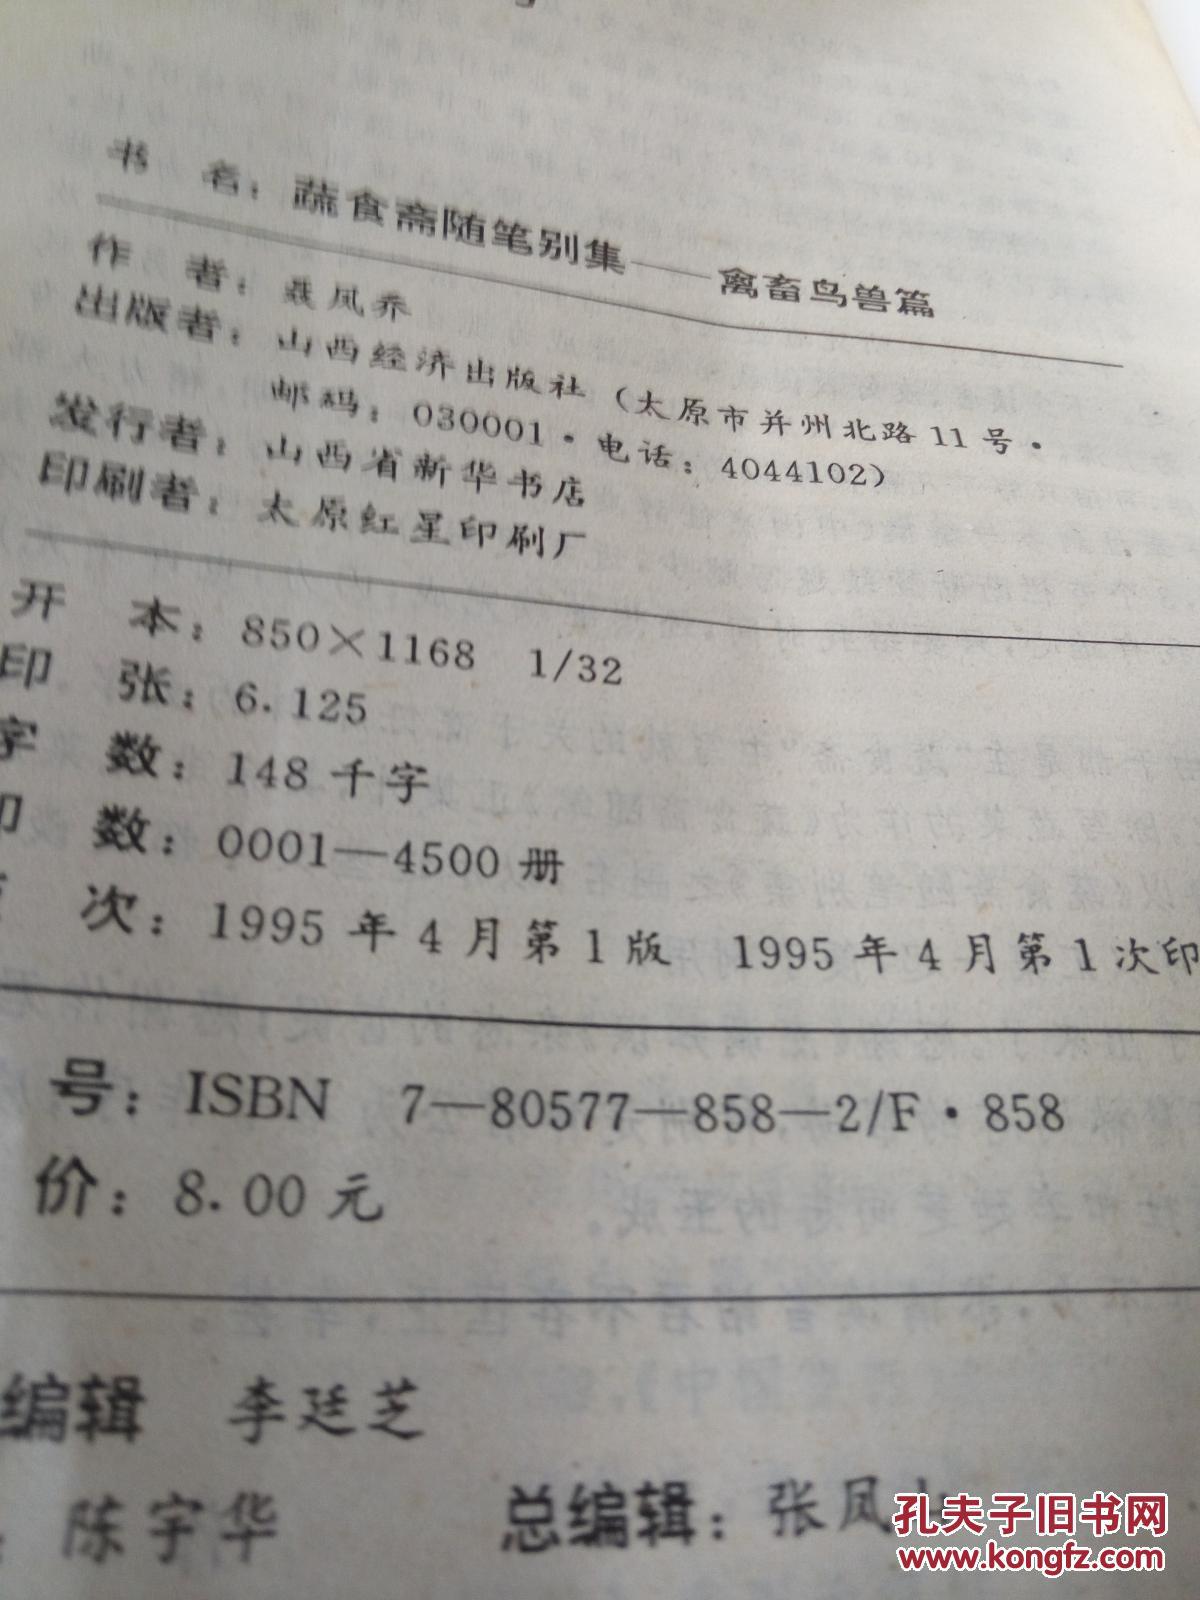 书 名：蔬食斋随笔别集——禽畜鸟兽篇
作 者：聂凤乔
出版者：山西经济出版社（太原市并州北路11号·
邮码：030001·电话：4044102）
发行者：山西省新华书店
印刷者：太原红星印刷厂
开 本：850×1168 1/32
印 张：6.125
字 数：148千字
印 数：0001—4500册
次：1995年4月第1版 1995年4月第1次印
号：ISBN 7—80577—858—2/F·858
价：8.00元
编辑 李廷芝
：陈宇华 总编辑：张凤
孔夫子旧书网
www.kongfz.com